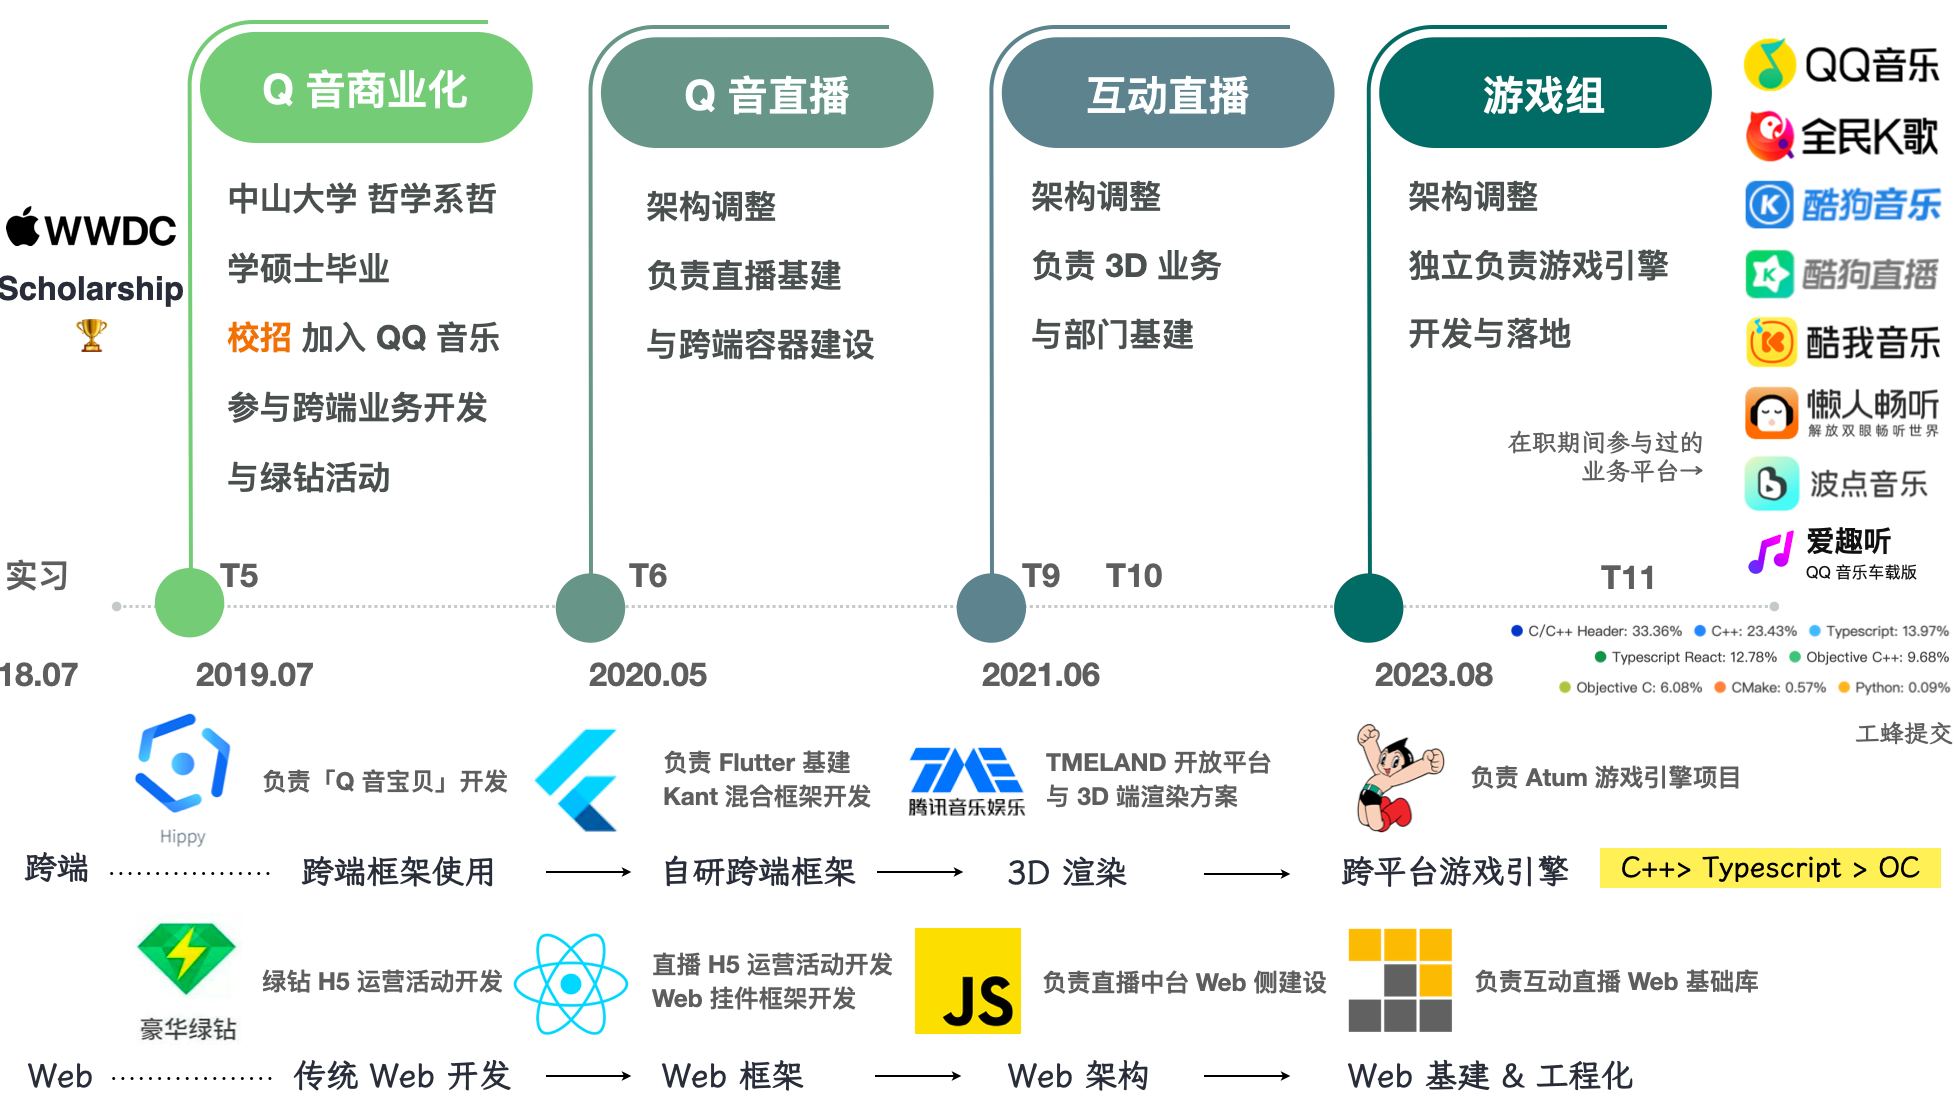 Q 音商业化
Q 音直播
互动直播
游戏组
WWDC
Scholarship
中山大学 哲学系哲
学硕士毕业
校招 加入 QQ 音乐
参与跨端业务开发
与绿钻活动
架构调整
负责直播基建
与跨端容器建设
架构调整
负责 3D 业务
与部门基建
架构调整
独立负责游戏引擎
开发与落地
在职期间参与过的
业务平台→
QQ音乐
全民K歌
酷狗音乐
酷狗直播
酷我音乐
懒人畅听
解放双眼畅听世界
波点音乐
爱趣听
QQ 音乐车载版
实习
T5
T6
T9
T10
T11
18.07
2019.07
2020.05
2021.06
2023.08
C/C++ Header: 33.36%
C++: 23.43%
Typescript: 13.97%
Typescript React: 12.78%
Objective C++: 9.68%
Objective C: 6.08%
CMake: 0.57%
Python: 0.09%
工蜂提交
Hippy
负责「Q 音宝贝」开发
负责 Flutter 基建
Kant 混合框架开发
TME
腾讯音乐娱乐
TMELAND 开放平台
与 3D 端渲染方案
负责 Atum 游戏引擎项目
跨端
跨端框架使用
自研跨端框架
3D 渲染
跨平台游戏引擎
C++> Typescript > OC
豪华绿钻
绿钻 H5 运营活动开发
直播 H5 运营活动开发
Web 挂件框架开发
JS
负责直播中台 Web 侧建设
负责互动直播 Web 基础库
Web
传统 Web 开发
Web 框架
Web 架构
Web 基建 & 工程化